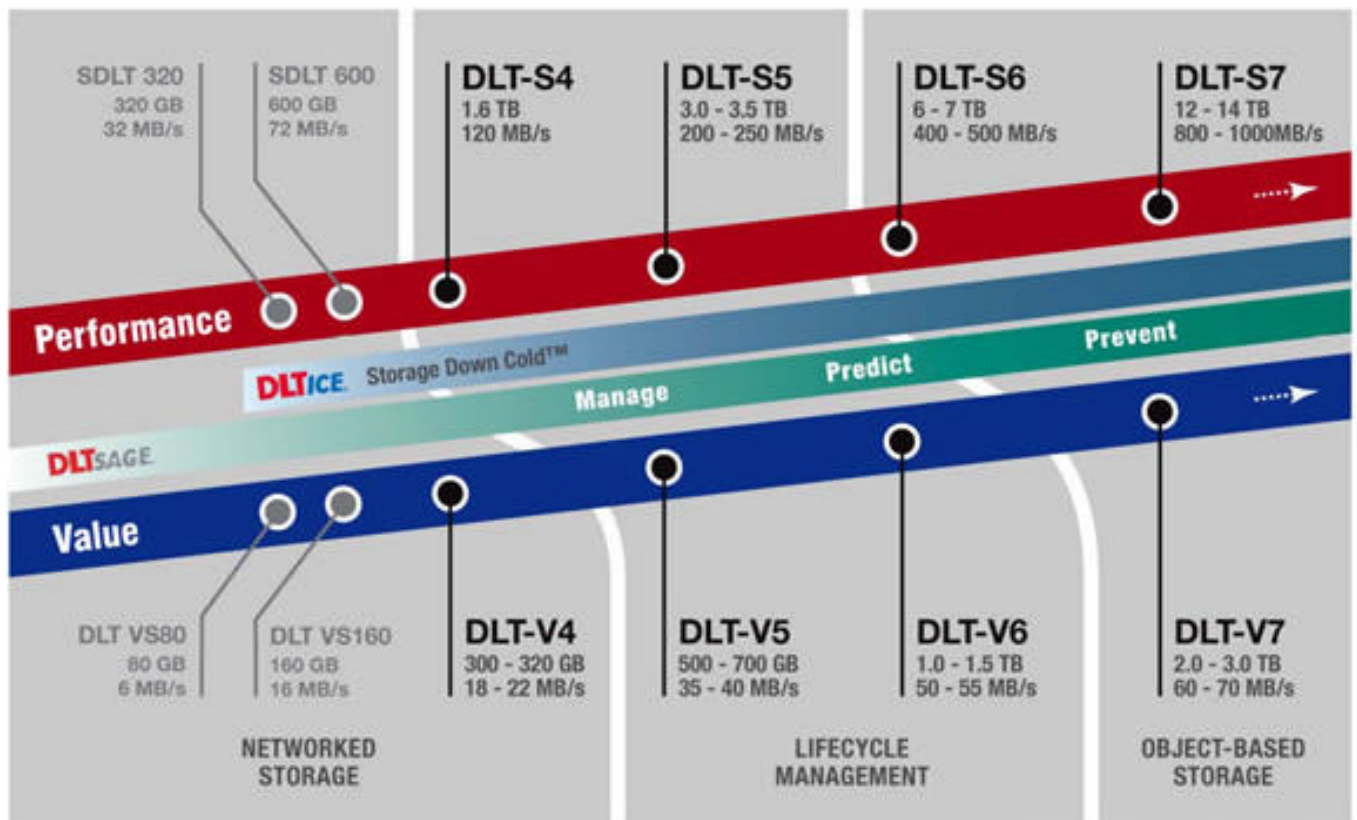 SDLT 320
320 GB
32 MB/s
SDLT 600
600 GB
72 MB/s
DLT-S4
1.6 TB
120 MB/s
DLT-S5
3.0 - 3.5 TB
200 - 250 MB/s
DLT-S6
6 - 7 TB
400 - 500 MB/s
DLT-S7
12 - 14 TB
800 - 1000MB/s
Performance
DLTICE Storage Down Cold™
DLTSAGE Manage Predict Prevent
Value
DLT VS80
80 GB
6 MB/s
DLT VS160
160 GB
16 MB/s
DLT-V4
300 - 320 GB
18 - 22 MB/s
DLT-V5
500 - 700 GB
35 - 40 MB/s
DLT-V6
1.0 - 1.5 TB
50 - 55 MB/s
DLT-V7
2.0 - 3.0 TB
60 - 70 MB/s
NETWORKED
STORAGE
LIFECYCLE
MANAGEMENT
OBJECT-BASED
STORAGE